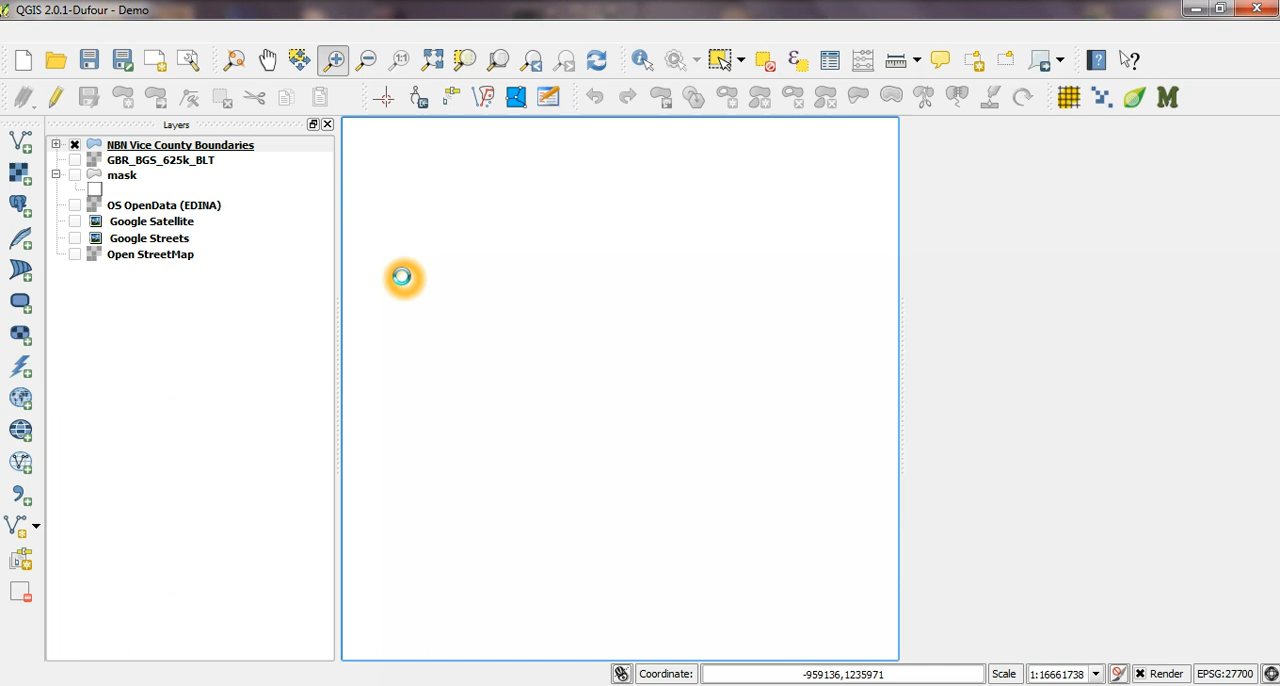 QGIS 2.0.1-Dufour - Demo
Layers
NBN Vice County Boundaries
GBR_BGS_625k_BLT
mask
OS OpenData (EDINA)
Google Satellite
Google Streets
Open StreetMap
Coordinate: -959136,1235971 Scale 1:16661738 Render EPSG:27700